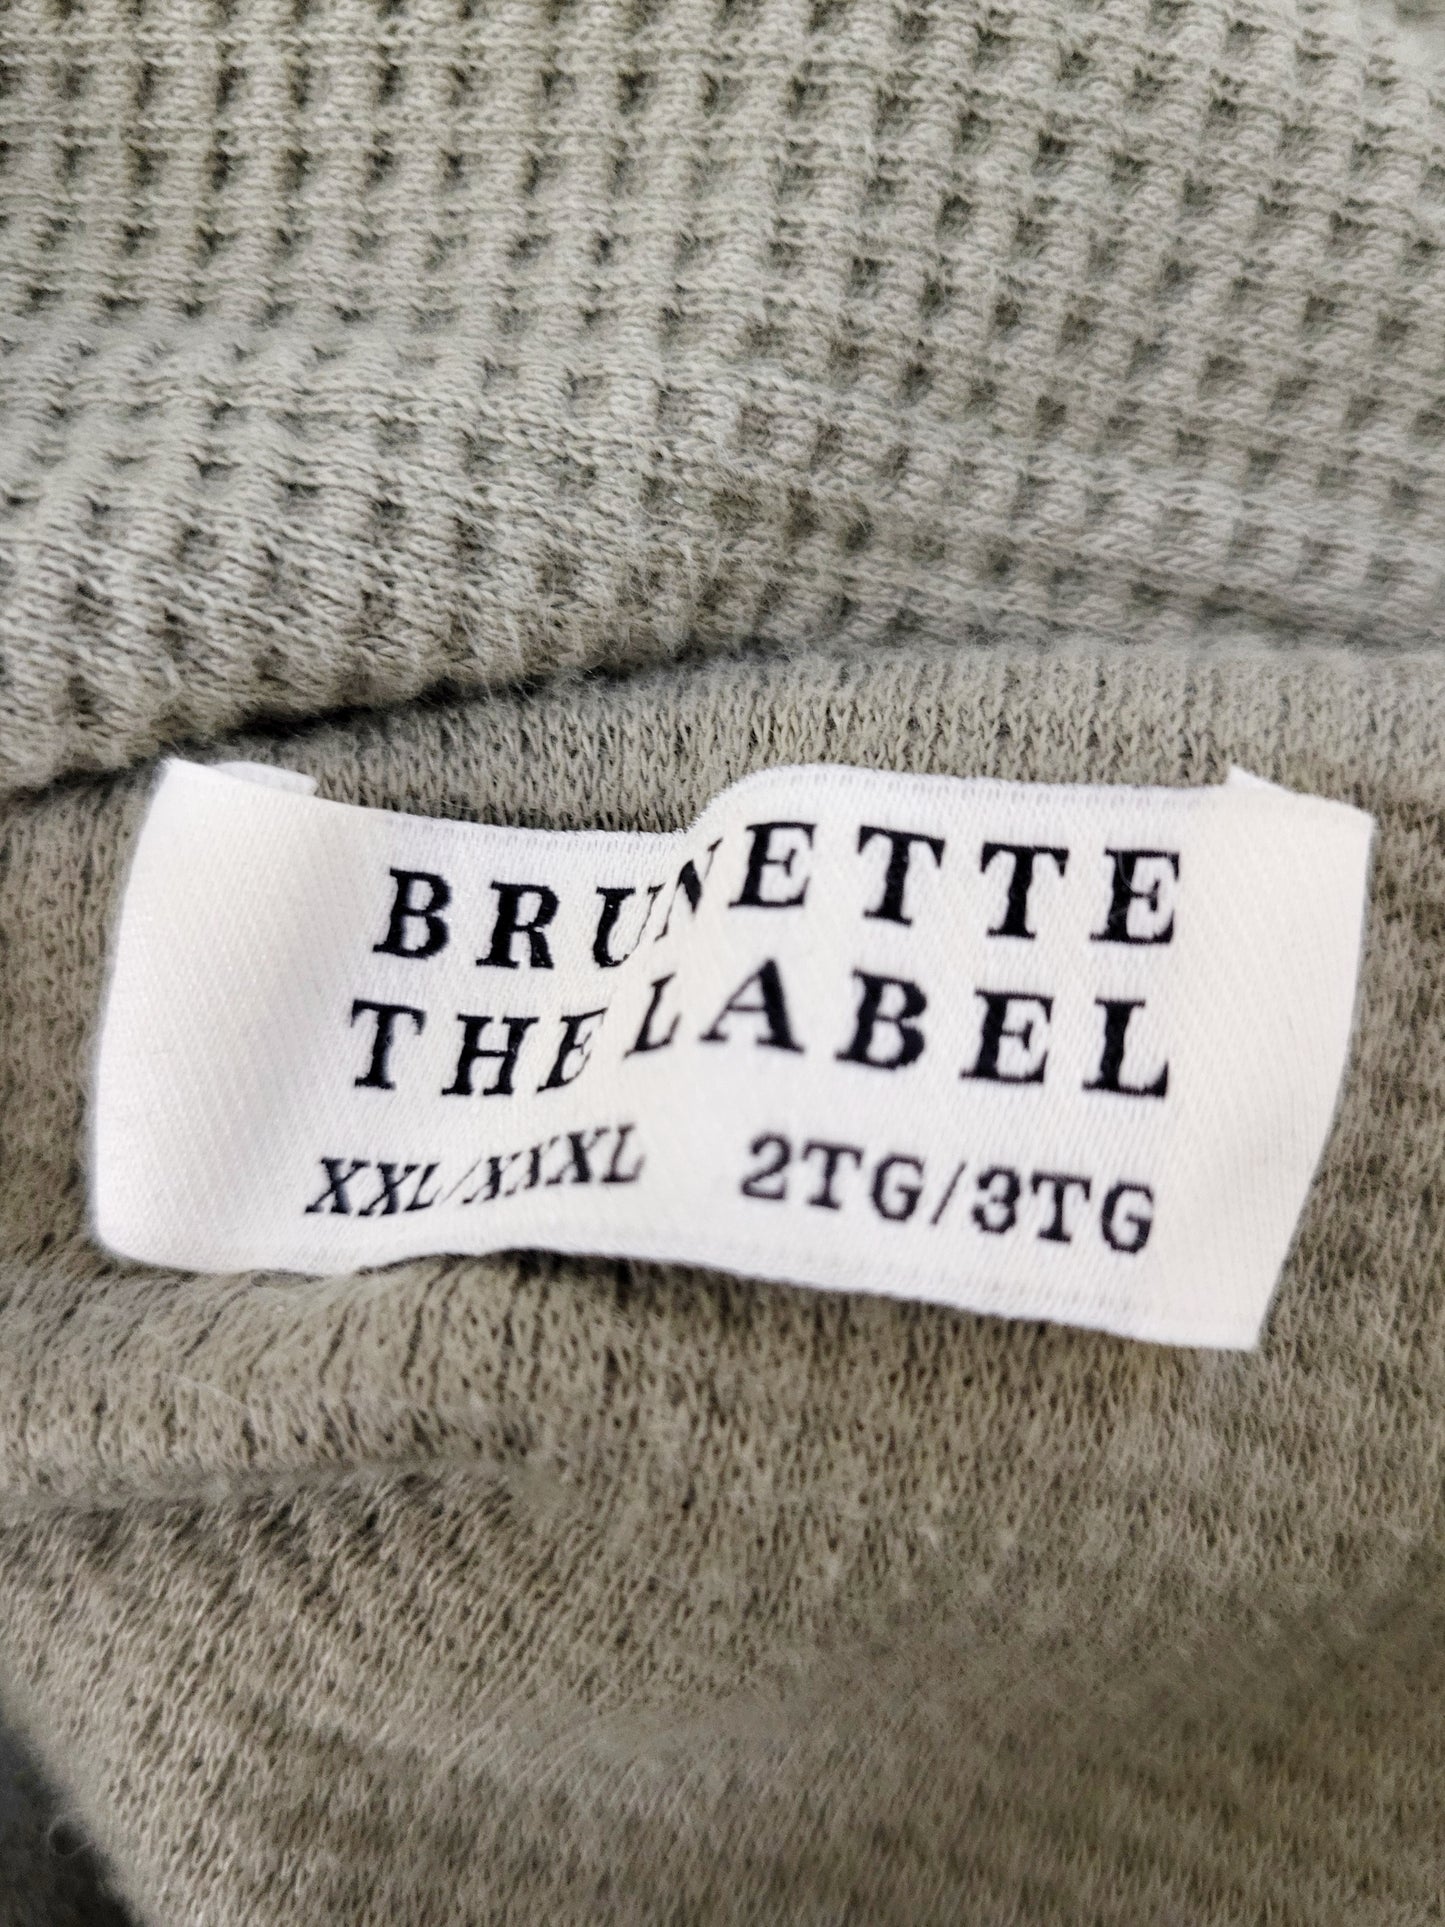 BRUNETTE
THE LABEL
XXL/XXXL 2TG/3TG